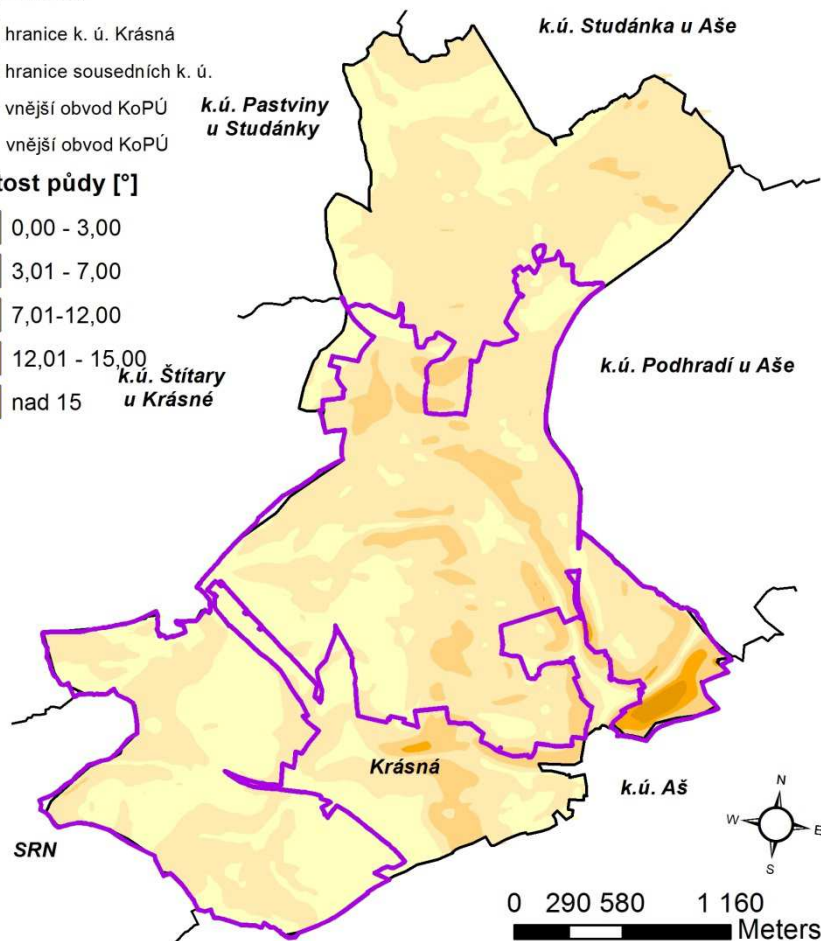 hranice k. ú. Krásná
hranice sousedních k. ú.
vnější obvod KoPÚ
vnější obvod KoPÚ
tost půdy [°]
0,00 - 3,00
3,01 - 7,00
7,01-12,00
12,01 - 15,00
nad 15
k.ú. Studánka u Aše
k.ú. Pastviny
u Studánky
k.ú. Štítary
u Krásné
k.ú. Podhradí u Aše
Krásná
k.ú. Aš
SRN
N
W
E
S
0 290 580 1 160
Meters